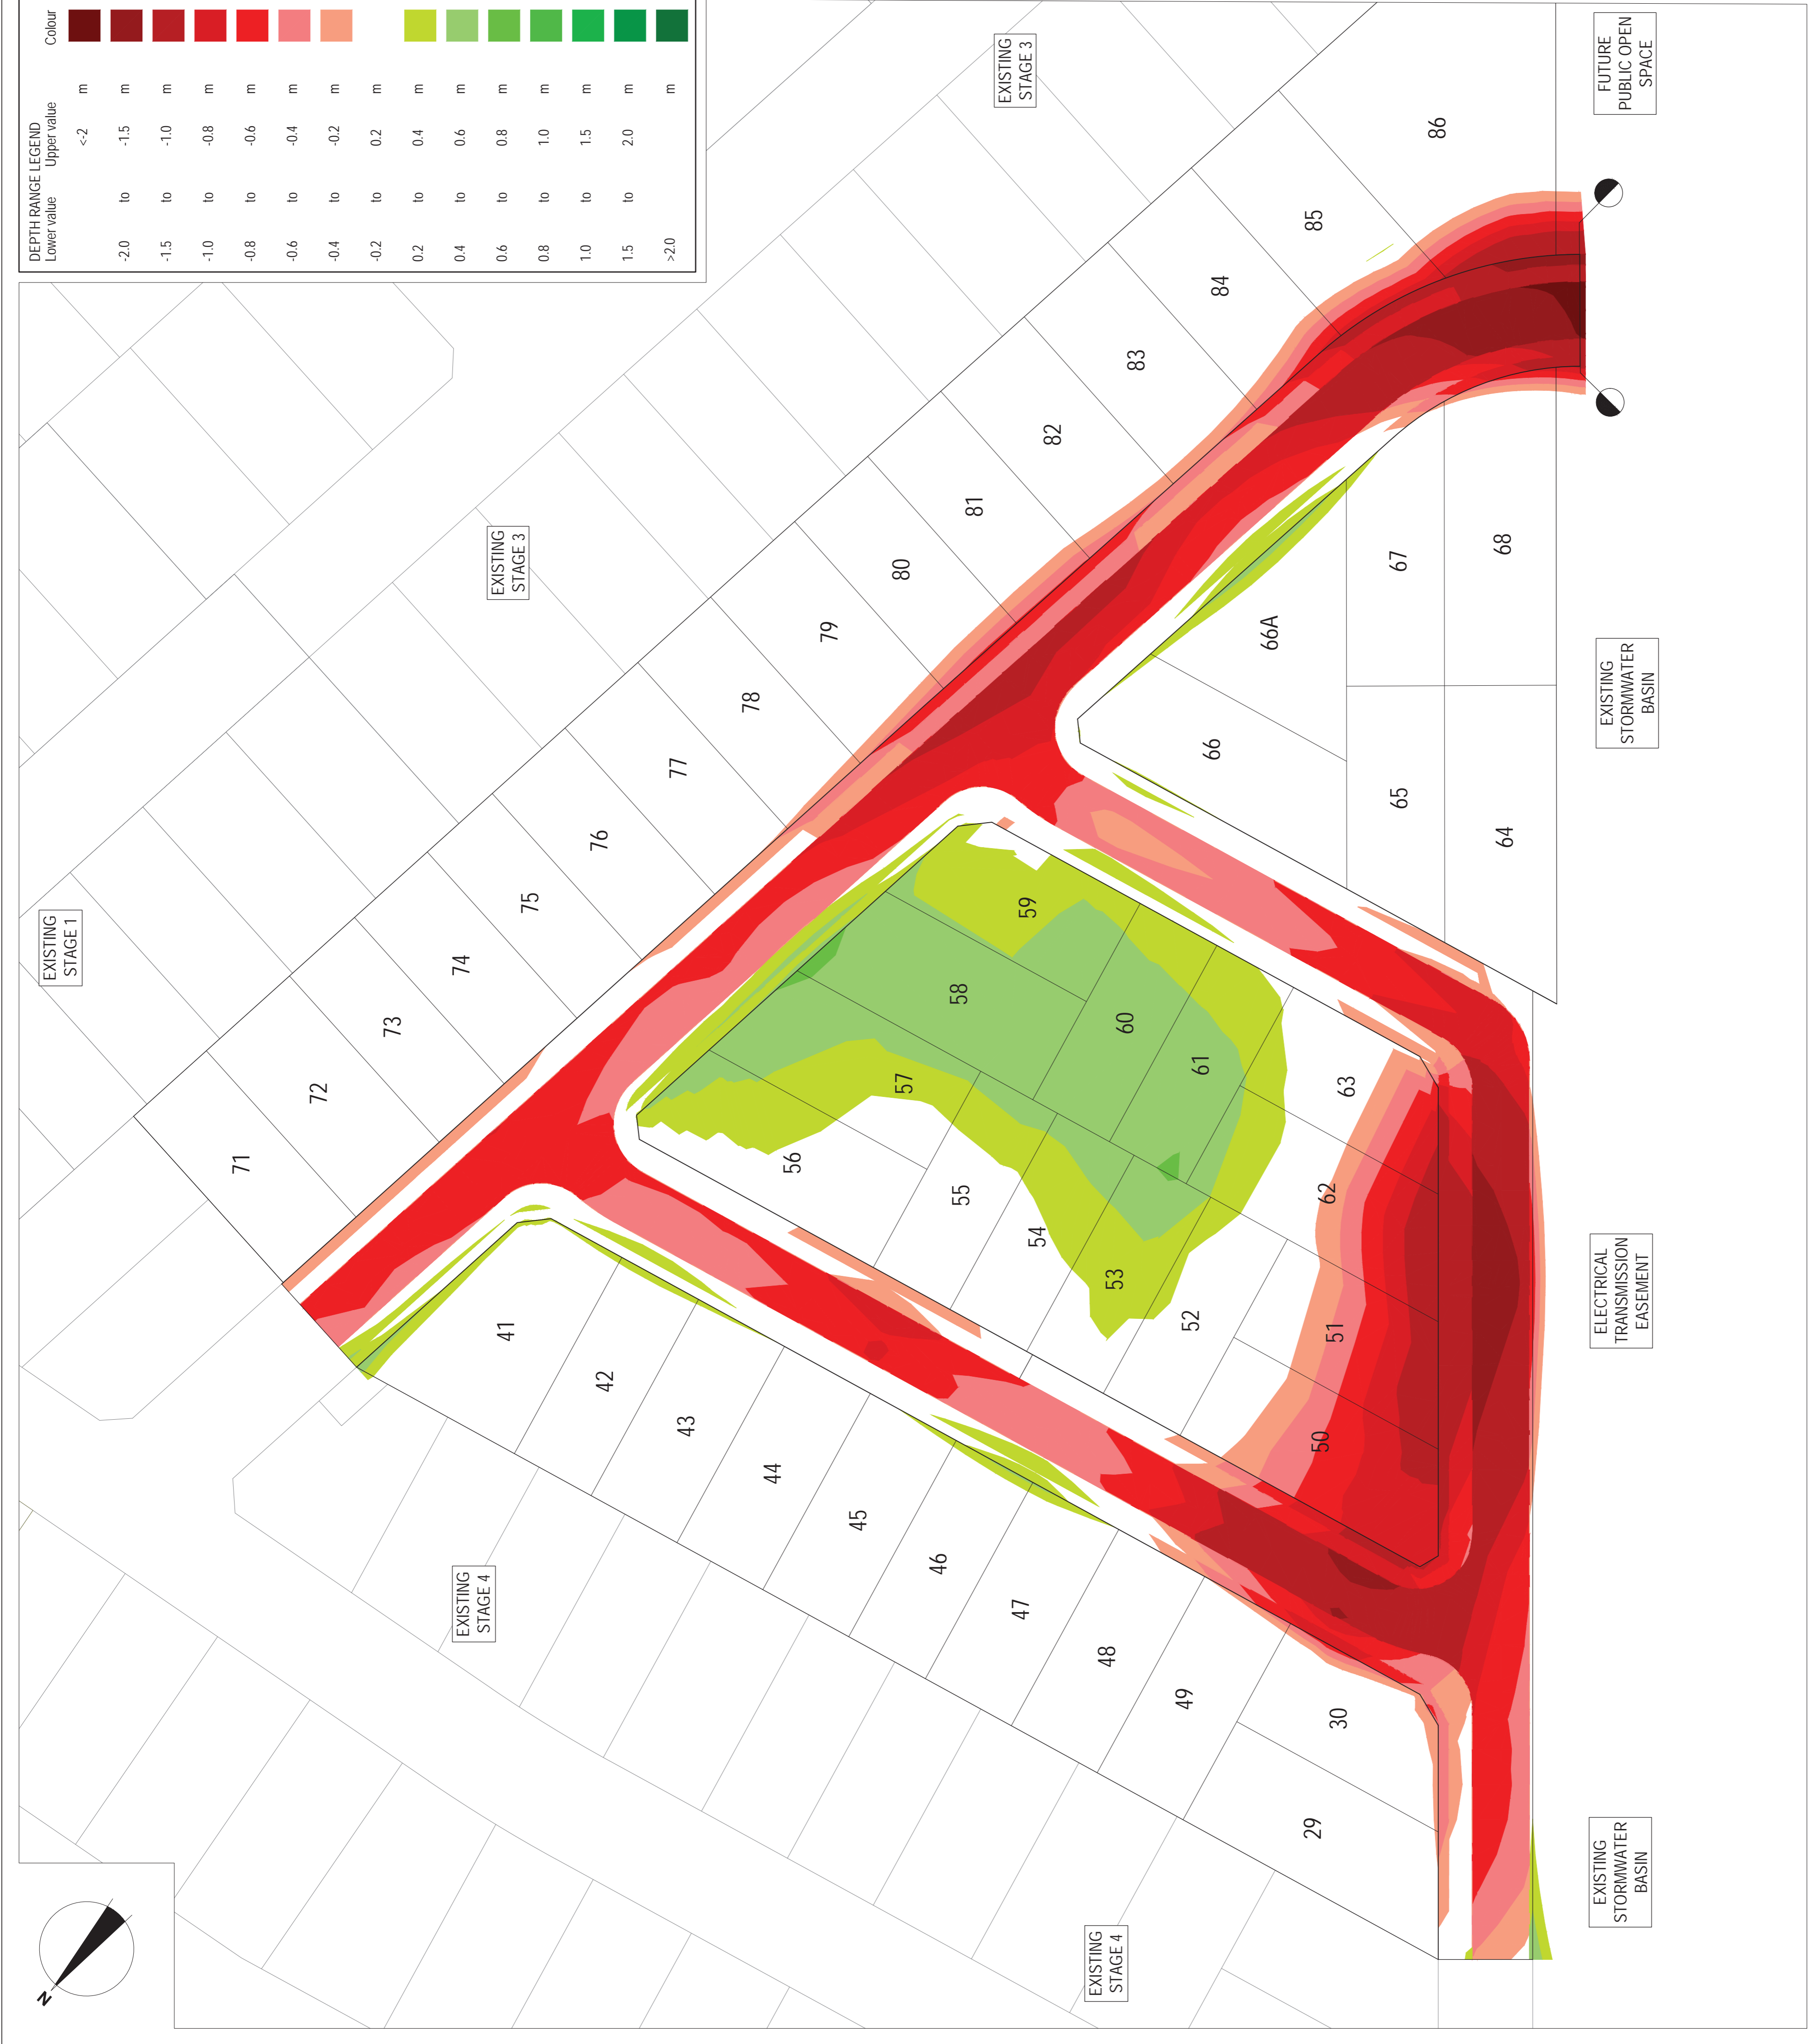 DEPTH RANGE LEGEND
Lower value Upper value Colour
<-2 m
-2.0 to -1.5 m
-1.5 to -1.0 m
-1.0 to -0.8 m
-0.8 to -0.6 m
-0.6 to -0.4 m
-0.4 to -0.2 m
-0.2 to 0.2 m
0.2 to 0.4 m
0.4 to 0.6 m
0.6 to 0.8 m
0.8 to 1.0 m
1.0 to 1.5 m
1.5 to 2.0 m
>2.0 m
N
EXISTING
STAGE 1
EXISTING
STAGE 3
EXISTING
STAGE 3
EXISTING
STAGE 4
EXISTING
STAGE 4
71
72
73
74
75
76
77
78
79
80
81
82
83
84
85
86
41
42
43
44
45
46
47
48
49
30
29
56
55
54
53
52
51
50
57
58
59
60
61
62
63
66
66A
65
64
67
68
EXISTING
STORMWATER
BASIN
ELECTRICAL
TRANSMISSION
EASEMENT
EXISTING
STORMWATER
BASIN
FUTURE
PUBLIC OPEN
SPACE